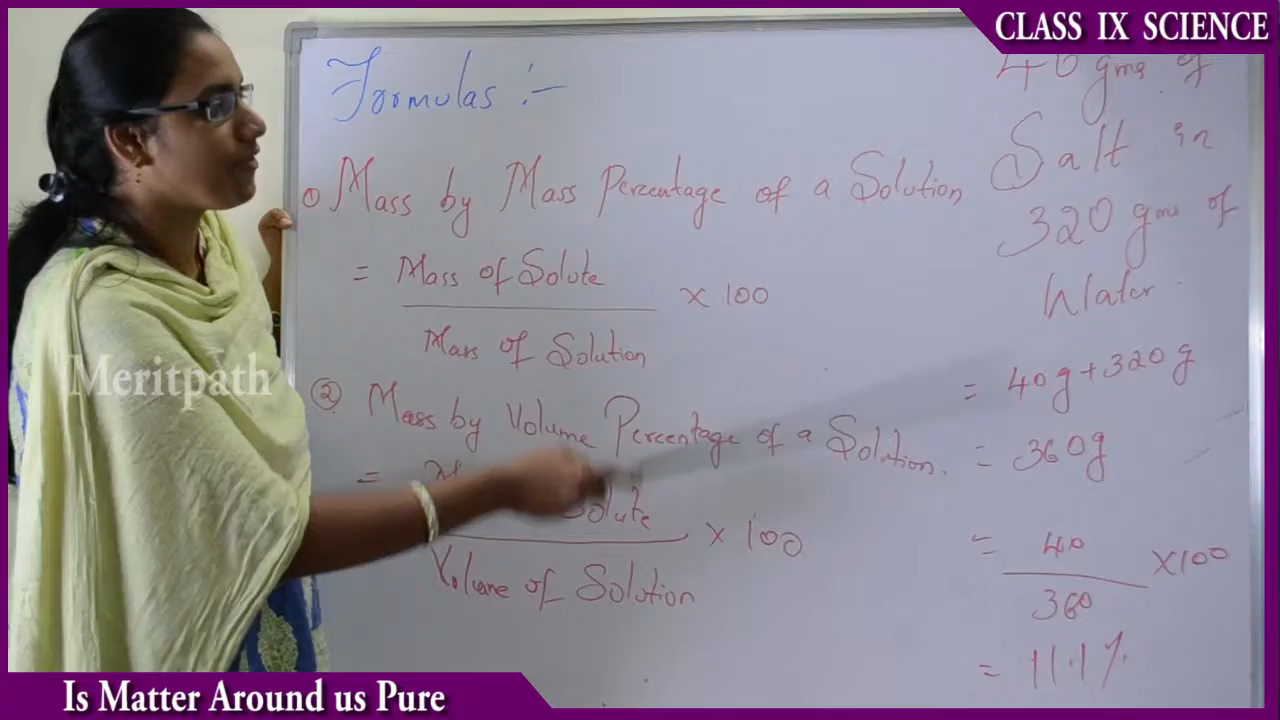 CLASS IX SCIENCE
Formulas :-
① Mass by Mass Percentage of a Solution
= Mass of Solute
Mass of Solution
× 100
② Mass by Volume Percentage of a Solution.
=
Solute
Volume of Solution
× 100
40 gms of
Salt in
320 gms of
Water.
= 40g + 320g
= 360g
= 40
360
×100
= 11.1%
Meritpath
Is Matter Around us Pure